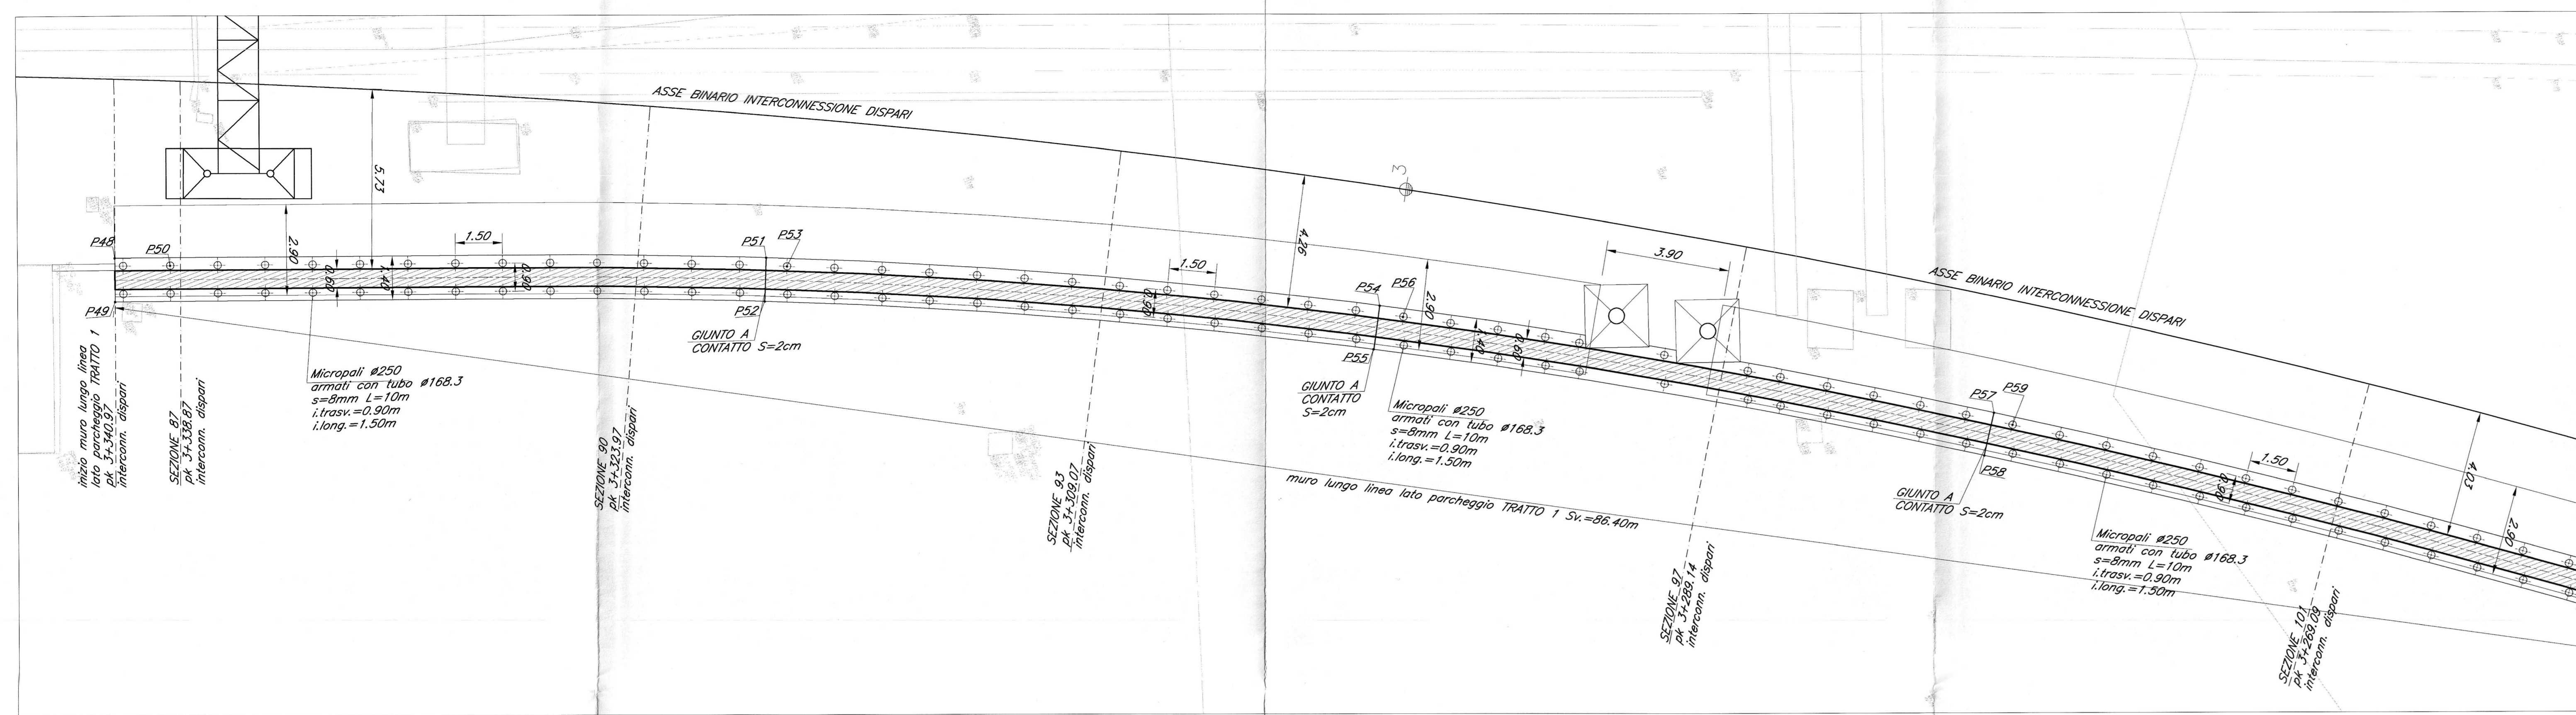 ASSE BINARIO INTERCONNESSIONE DISPARI
5.73
P48
P50
P49
2.90
0.60
1.40
1.50
0.90
P51
P53
P52
GIUNTO A
CONTATTO S=2cm
inizio muro lungo linea
lato parcheggio TRATTO 1
pk 3+340.97
interconn. dispari
SEZIONE 87
pk 3+338.87
interconn. dispari
Micropali ø250
armati con tubo ø168.3
s=8mm L=10m
i.trasv.=0.90m
i.long.=1.50m
SEZIONE 90
pk 3+323.97
interconn. dispari
SEZIONE 93
pk 3+309.07
interconn. dispari
1.50
0.90
4.26
3
P54
P56
P55
2.90
1.40
0.60
3.90
GIUNTO A
CONTATTO
S=2cm
Micropali ø250
armati con tubo ø168.3
s=8mm L=10m
i.trasv.=0.90m
i.long.=1.50m
muro lungo linea lato parcheggio TRATTO 1 Sv.=86.40m
SEZIONE 97
pk 3+289.14
interconn. dispari
ASSE BINARIO INTERCONNESSIONE DISPARI
P57
P59
P58
GIUNTO A
CONTATTO S=2cm
1.50
0.90
4.03
2.90
Micropali ø250
armati con tubo ø168.3
s=8mm L=10m
i.trasv.=0.90m
i.long.=1.50m
SEZIONE 101
pk 3+269.09
interconn. dispari